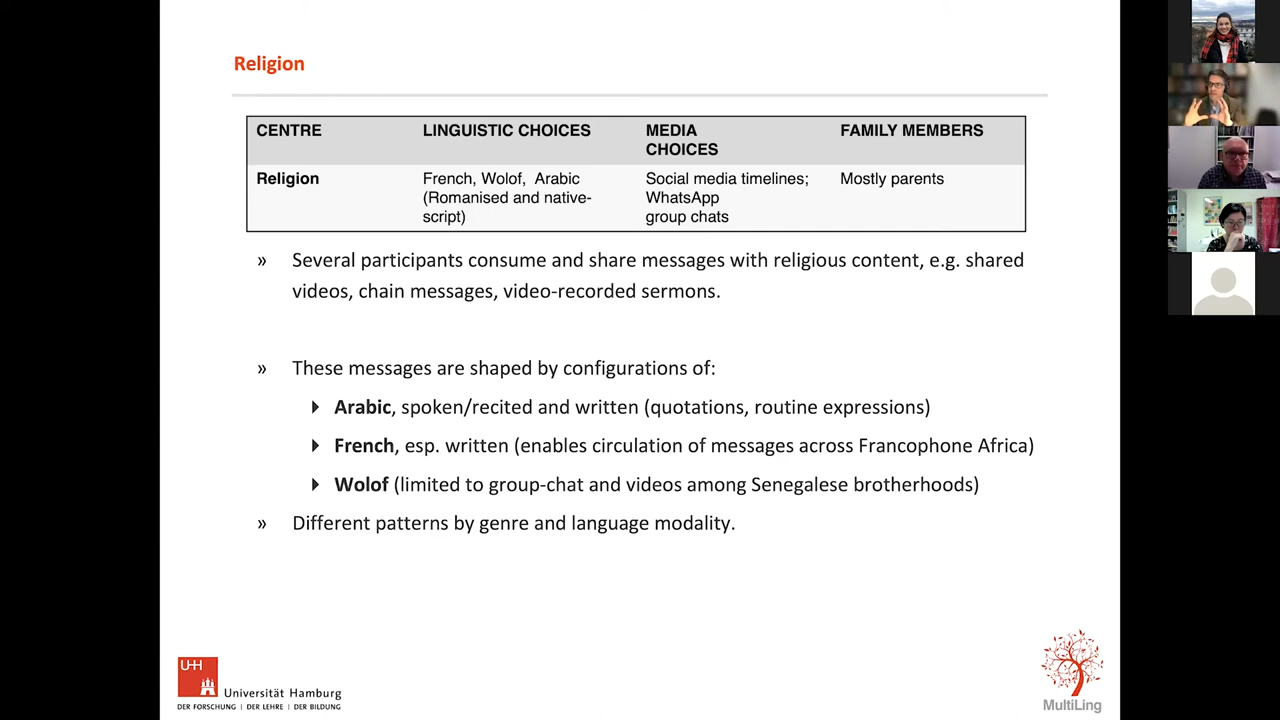 Religion
CENTRE LINGUISTIC CHOICES MEDIA CHOICES FAMILY MEMBERS
Religion French, Wolof, Arabic (Romanised and native-script) Social media timelines; WhatsApp group chats Mostly parents
» Several participants consume and share messages with religious content, e.g. shared
videos, chain messages, video-recorded sermons.
» These messages are shaped by configurations of:
Arabic, spoken/recited and written (quotations, routine expressions)
French, esp. written (enables circulation of messages across Francophone Africa)
Wolof (limited to group-chat and videos among Senegalese brotherhoods)
» Different patterns by genre and language modality.
UH
Universität Hamburg
DER FORSCHUNG | DER LEHRE | DER BILDUNG
MultiLing